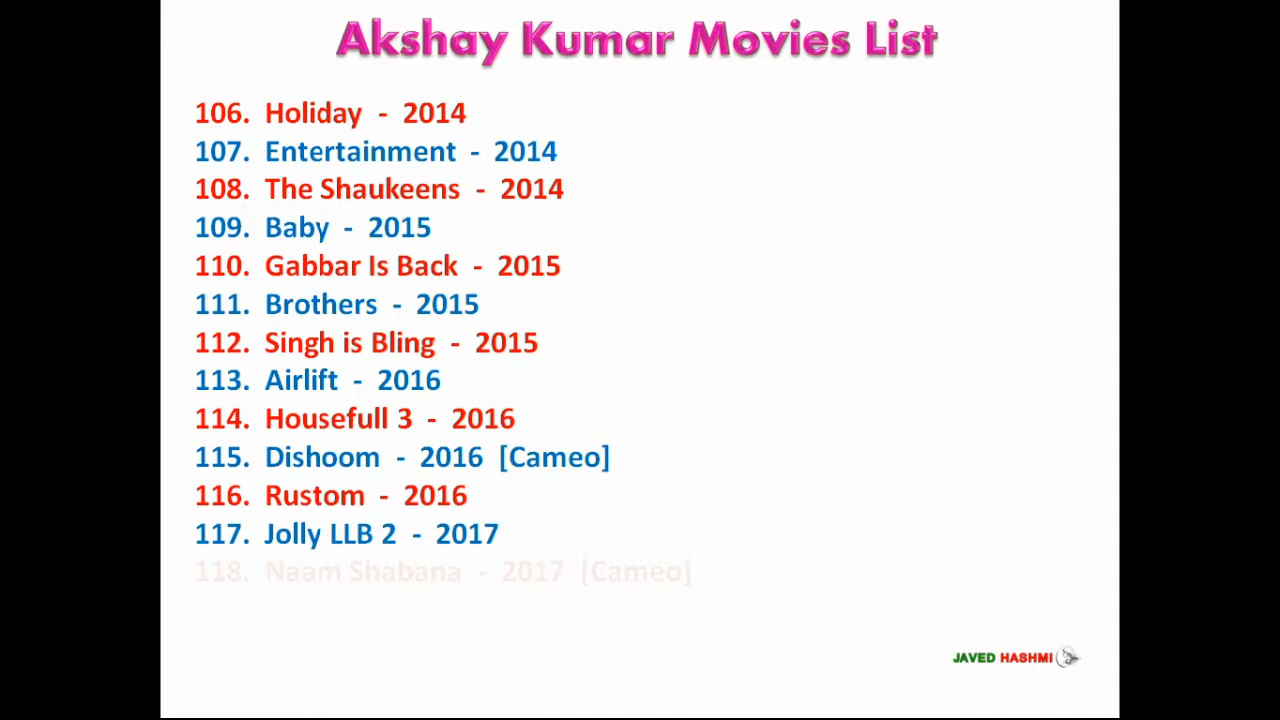 Akshay Kumar Movies List
106. Holiday - 2014
107. Entertainment - 2014
108. The Shaukeens - 2014
109. Baby - 2015
110. Gabbar Is Back - 2015
111. Brothers - 2015
112. Singh is Bling - 2015
113. Airlift - 2016
114. Housefull 3 - 2016
115. Dishoom - 2016 [Cameo]
116. Rustom - 2016
117. Jolly LLB 2 - 2017
118. Naam Shabana - 2017 [Cameo]
JAVED HASHMI